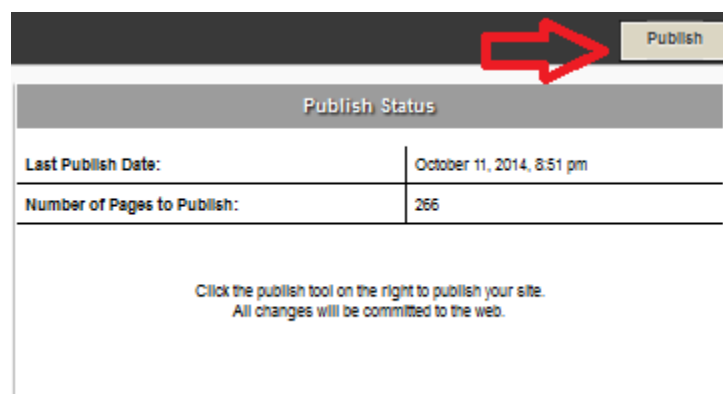 Publish
Publish Status
Last Publish Date: October 11, 2014, 8:51 pm
Number of Pages to Publish: 266
Click the publish tool on the right to publish your site.
All changes will be committed to the web.